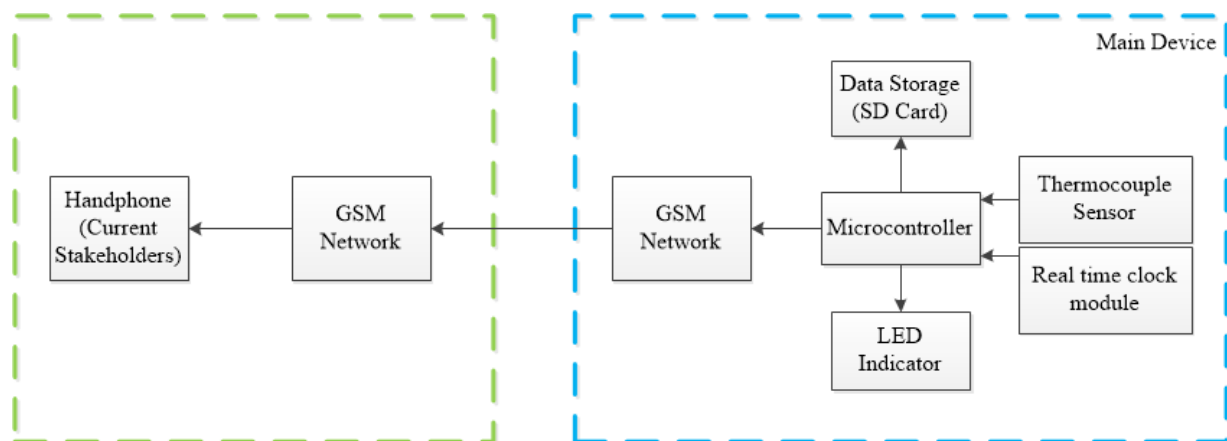 Main Device
Data Storage
(SD Card)
Handphone
(Current
Stakeholders)
GSM
Network
GSM
Network
Microcontroller
Thermocouple
Sensor
Real time clock
module
LED
Indicator